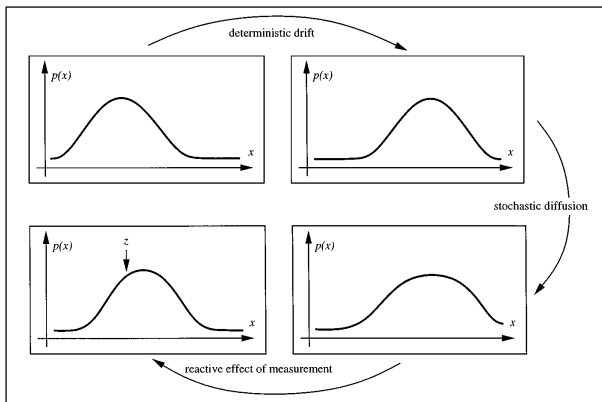 deterministic drift
p(x)
x
p(x)
x
stochastic diffusion
z
p(x)
x
p(x)
x
reactive effect of measurement